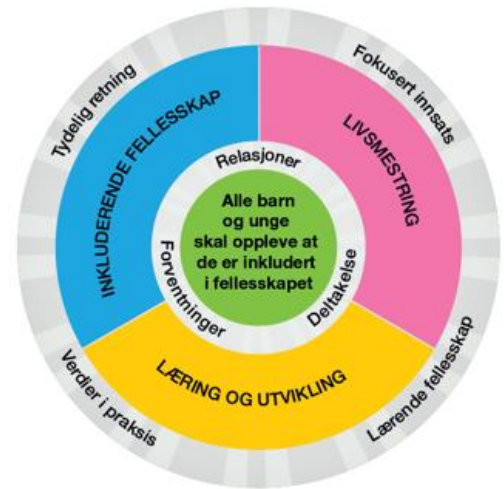 Tydelig retning
Fokusert innsats
INKLUDERENDE FELLESSKAP
LIVSMESTRING
Relasjoner
Alle barn
og unge
skal oppleve at
de er inkludert
i fellesskapet
Forventninger
Deltakelse
LÆRING OG UTVIKLING
Verdier i praksis
Lærende fellesskap